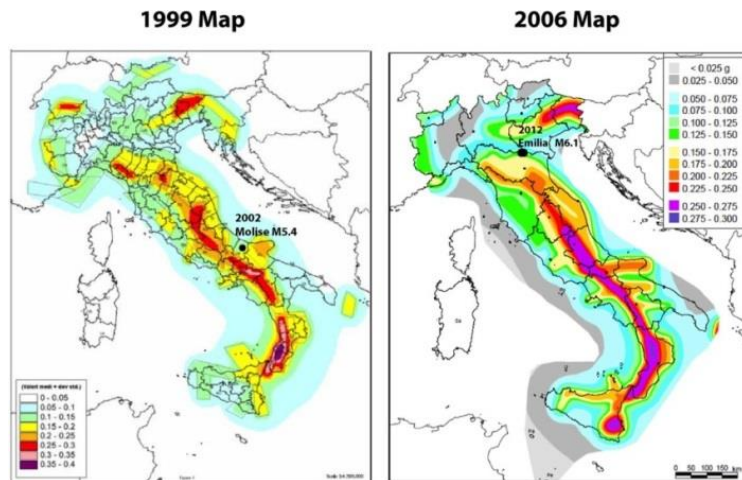 1999 Map
2002
Molise M5.4
(Valori medi + dev std.)
0 - 0.05
0.05 - 0.1
0.1 - 0.15
0.15 - 0.2
0.2 - 0.25
0.25 - 0.3
0.3 - 0.35
0.35 - 0.4
2006 Map
2012
Emilia M6.1
< 0.025 g
0.025 - 0.050
0.050 - 0.075
0.075 - 0.100
0.100 - 0.125
0.125 - 0.150
0.150 - 0.175
0.175 - 0.200
0.200 - 0.225
0.225 - 0.250
0.250 - 0.275
0.275 - 0.300
0 50 100 150 km